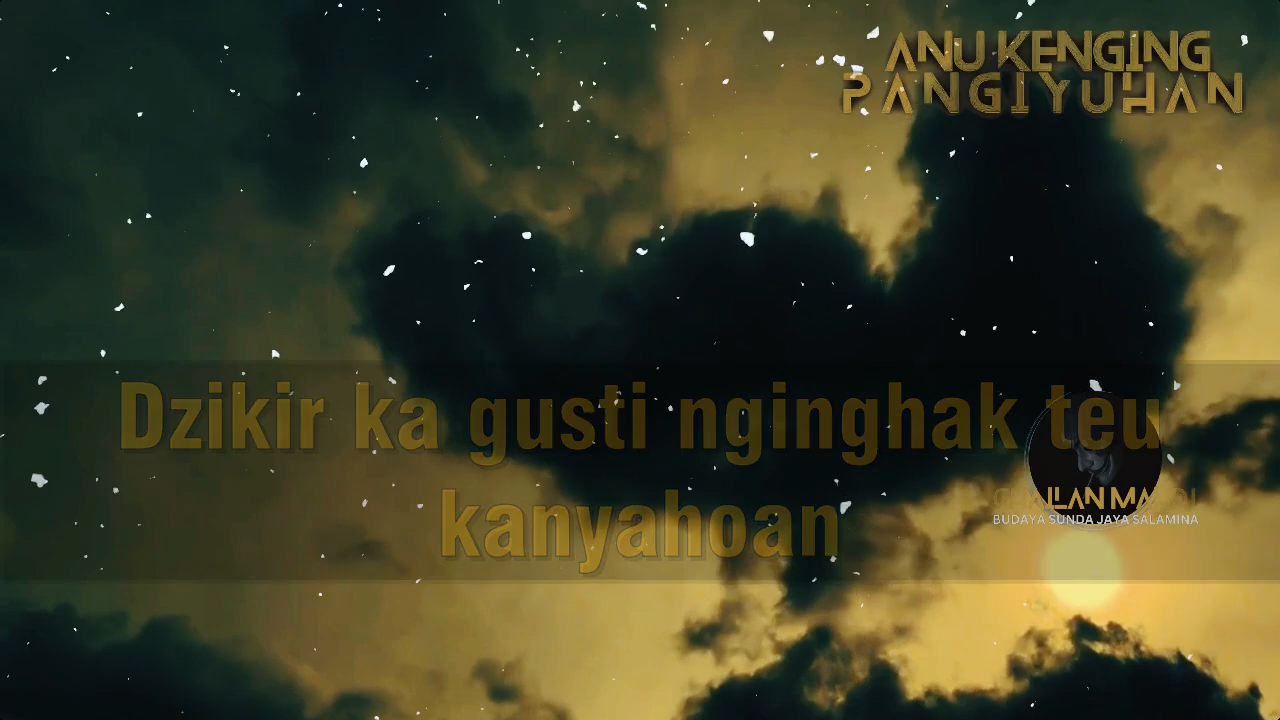 ANU KENGING
PANGIYUHAN
Dzikir ka gusti nginghak teu
kanyahoan
BUDAYA SUNDA JAYA SALAMINA